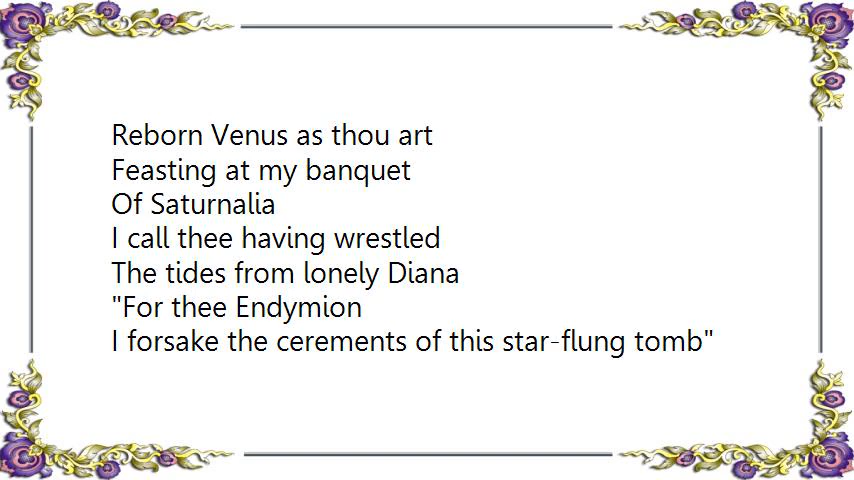 Reborn Venus as thou art
Feasting at my banquet
Of Saturnalia
I call thee having wrestled
The tides from lonely Diana
"For thee Endymion
I forsake the cerements of this star-flung tomb"